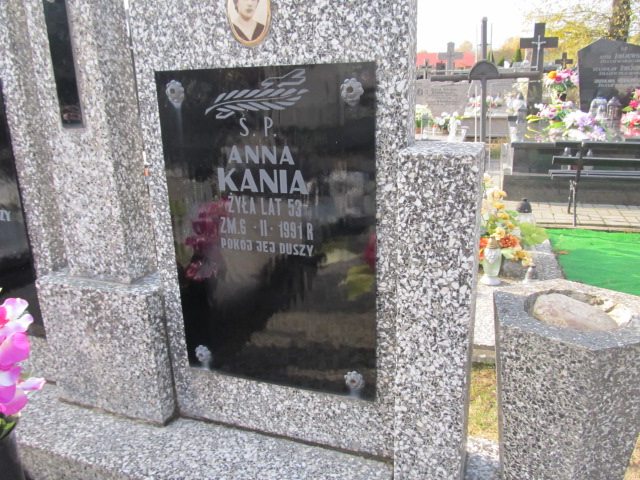 Ś. P.
ANNA
KANIA
ŻYŁA LAT 53
ZM. 6 - II - 1991 R
POKÓJ JEJ DUSZY